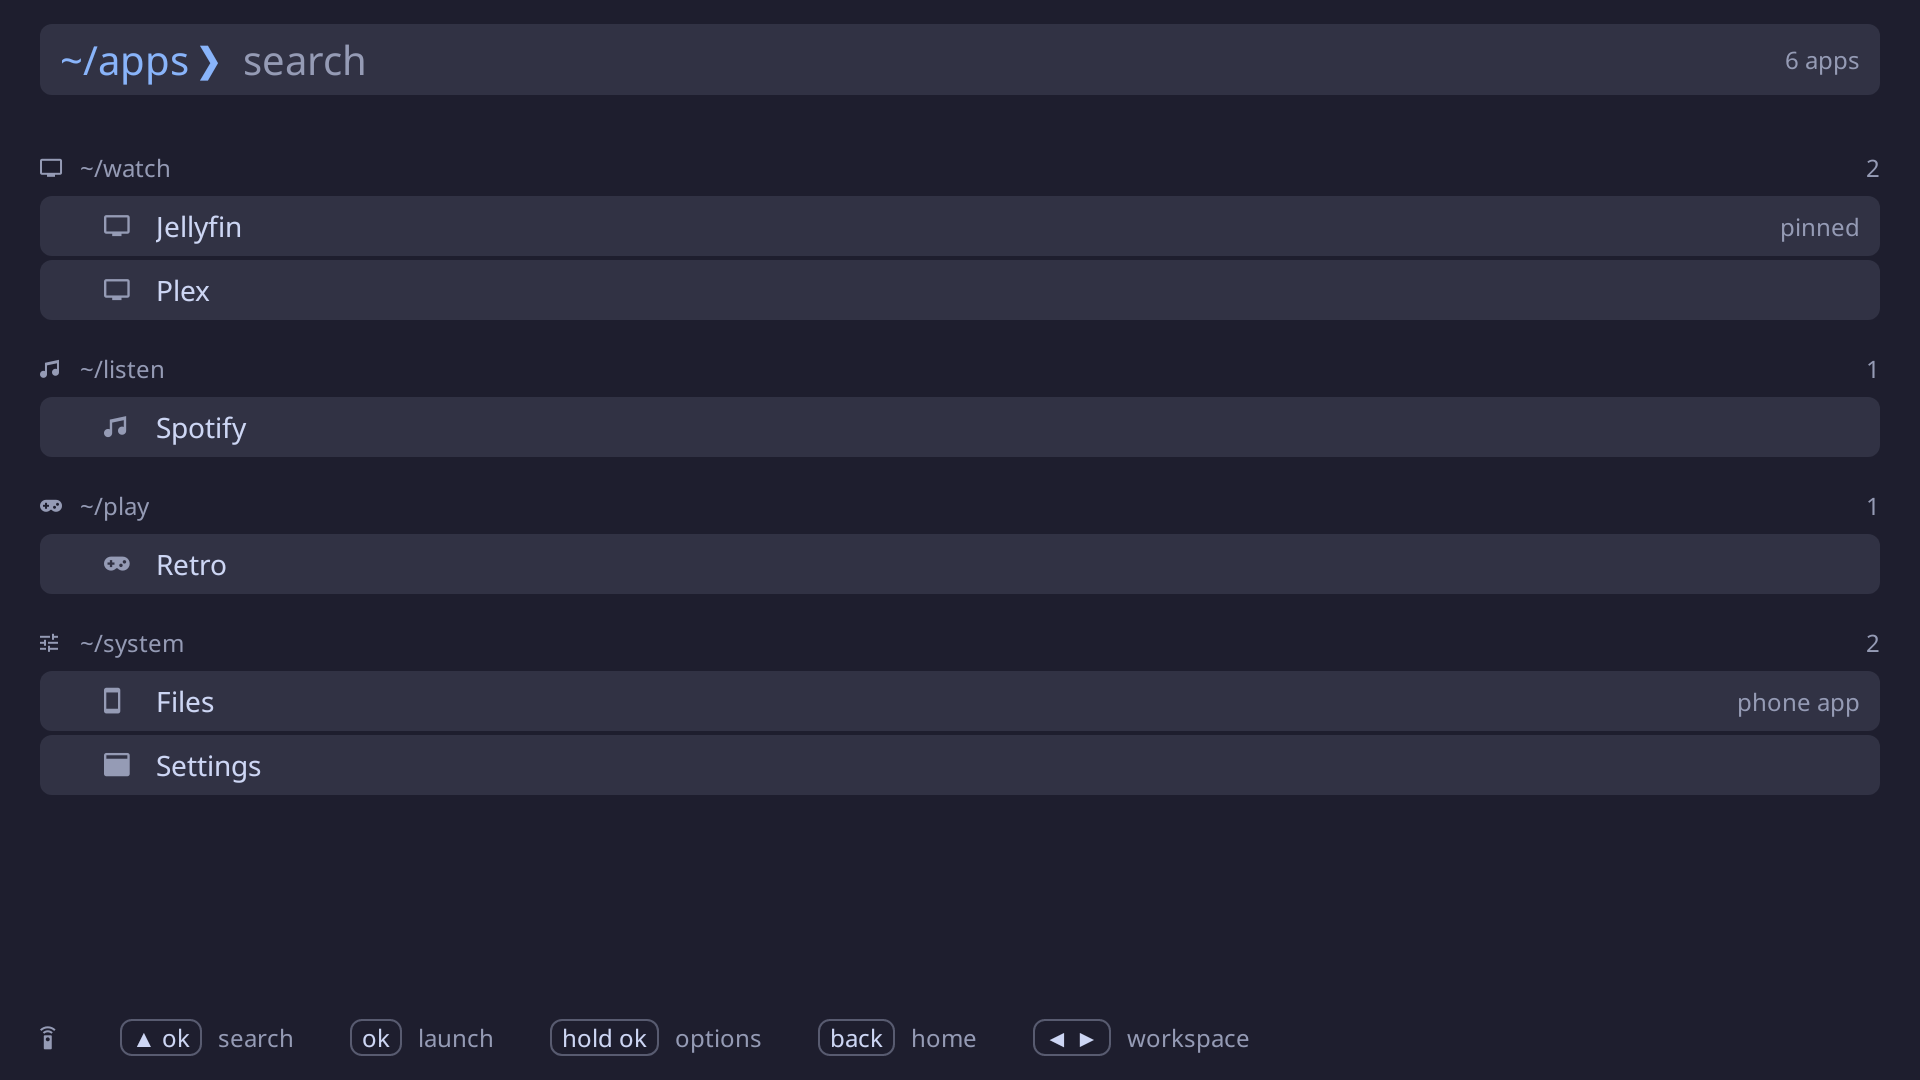 ~/apps ❯ search 6 apps
~/watch 2
Jellyfin pinned
Plex
~/listen 1
Spotify
~/play 1
Retro
~/system 2
Files phone app
Settings
▲ ok search ok launch hold ok options back home ◀ ▶ workspace